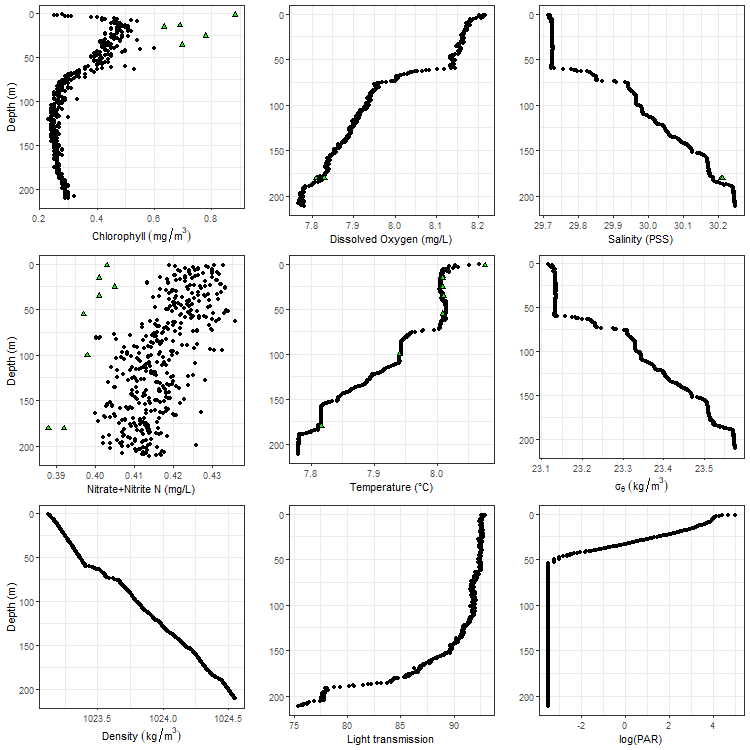 0
50
100
150
200
Depth (m)
0.2 0.4 0.6 0.8
Chlorophyll (mg/m³)
0
50
100
150
200
7.8 7.9 8.0 8.1 8.2
Dissolved Oxygen (mg/L)
0
50
100
150
200
29.7 29.8 29.9 30.0 30.1 30.2
Salinity (PSS)
0
50
100
150
200
Depth (m)
0.39 0.40 0.41 0.42 0.43
Nitrate+Nitrite N (mg/L)
0
50
100
150
200
7.8 7.9 8.0
Temperature (°C)
0
50
100
150
200
23.1 23.2 23.3 23.4 23.5
σθ (kg/m³)
0
50
100
150
200
Depth (m)
1023.5 1024.0 1024.5
Density (kg/m³)
0
50
100
150
200
75 80 85 90
Light transmission
0
50
100
150
200
-2 0 2 4
log(PAR)